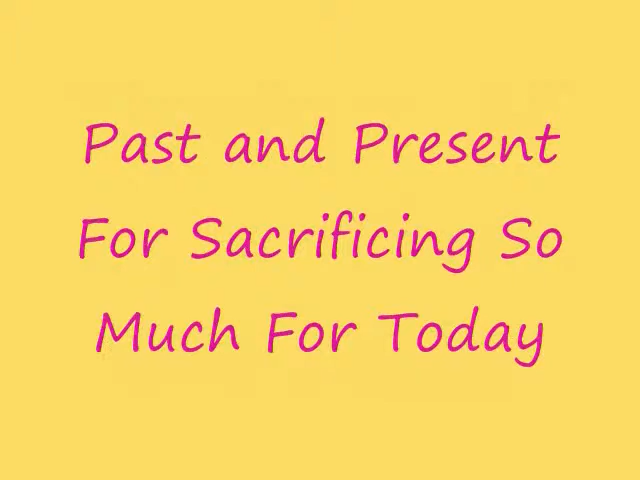 Past and Present
For Sacrificing So
Much For Today